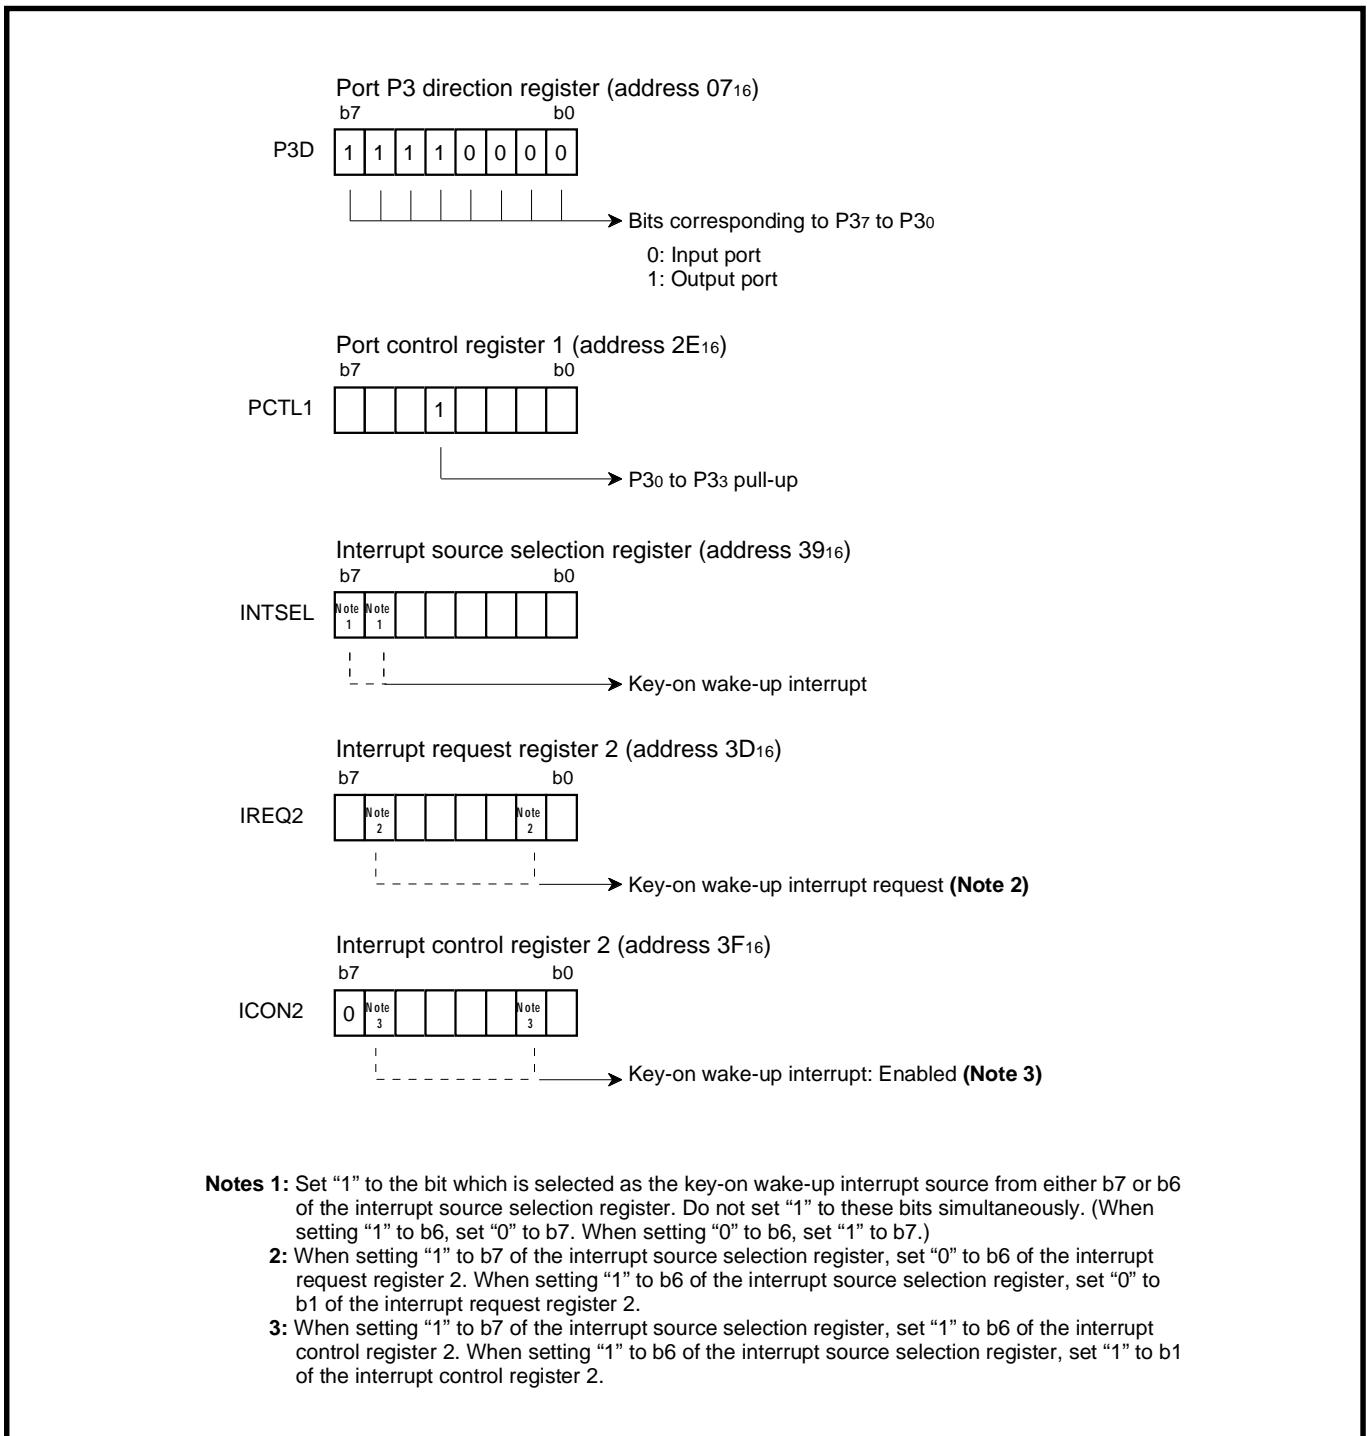 Port P3 direction register (address 0716)
b7 b0
P3D 1 1 1 1 0 0 0 0
Bits corresponding to P37 to P30
0: Input port
1: Output port
Port control register 1 (address 2E16)
b7 b0
PCTL1 1
P30 to P33 pull-up
Interrupt source selection register (address 3916)
b7 b0
INTSEL Note 1 Note 1
Key-on wake-up interrupt
Interrupt request register 2 (address 3D16)
b7 b0
IREQ2 Note 2 Note 2
Key-on wake-up interrupt request (Note 2)
Interrupt control register 2 (address 3F16)
b7 b0
ICON2 0 Note 3 Note 3
Key-on wake-up interrupt: Enabled (Note 3)
Notes 1: Set “1” to the bit which is selected as the key-on wake-up interrupt source from either b7 or b6
of the interrupt source selection register. Do not set “1” to these bits simultaneously. (When
setting “1” to b6, set “0” to b7. When setting “0” to b6, set “1” to b7.)
2: When setting “1” to b7 of the interrupt source selection register, set “0” to b6 of the interrupt
request register 2. When setting “1” to b6 of the interrupt source selection register, set “0” to
b1 of the interrupt request register 2.
3: When setting “1” to b7 of the interrupt source selection register, set “1” to b6 of the interrupt
control register 2. When setting “1” to b6 of the interrupt source selection register, set “1” to b1
of the interrupt control register 2.